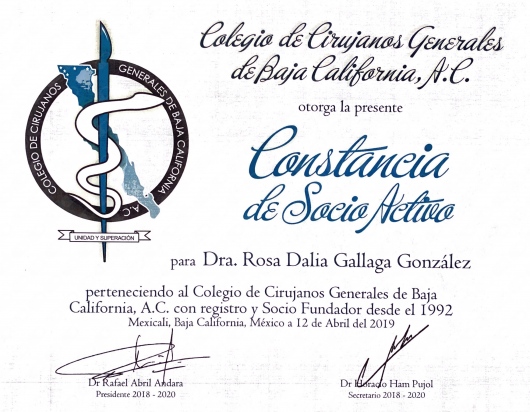 Colegio de Cirujanos Generales
de Baja California, A.C.
otorga la presente
COLEGIO DE CIRUJANOS GENERALES DE BAJA CALIFORNIA A.C.
Constancia
de Socio Activo
UNIDAD Y SUPERACIÓN
para Dra. Rosa Dalia Gallaga González
perteneciendo al Colegio de Cirujanos Generales de Baja
California, A.C. con registro y Socio Fundador desde el 1992
Mexicali, Baja California, México a 12 de Abril del 2019
Dr Rafael Abril Andara
Presidente 2018 - 2020
Dr Horacio Ham Pujol
Secretario 2018 - 2020